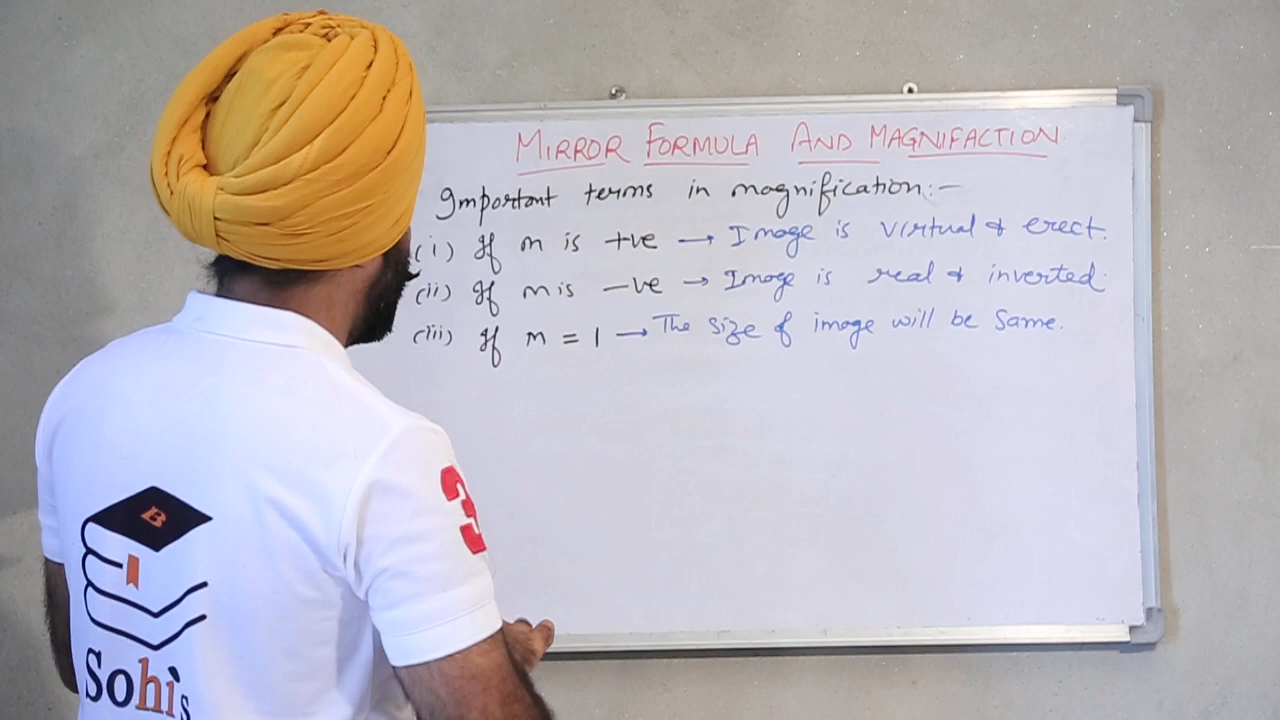 MIRROR FORMULA AND MAGNIFACTION.
Important terms in magnification:-
(i) If m is +ve → Image is virtual & erect.
(ii) If m is -ve → Image is real & inverted.
(iii) If m = 1 → The size of image will be same.
3
B
Sohi's